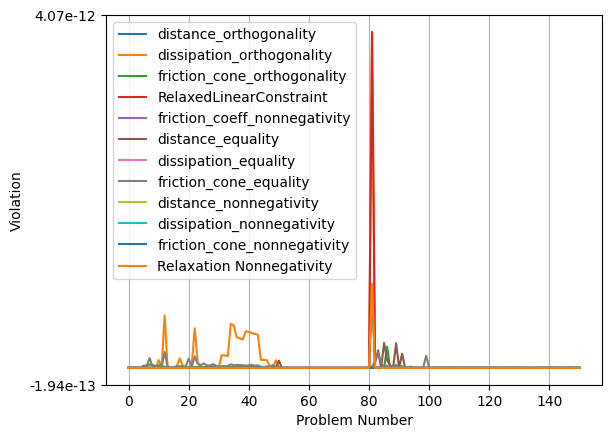 4.07e-12
distance_orthogonality
dissipation_orthogonality
friction_cone_orthogonality
RelaxedLinearConstraint
friction_coeff_nonnegativity
distance_equality
dissipation_equality
friction_cone_equality
distance_nonnegativity
dissipation_nonnegativity
friction_cone_nonnegativity
Relaxation Nonnegativity
Violation
-1.94e-13
0 20 40 60 80 100 120 140
Problem Number